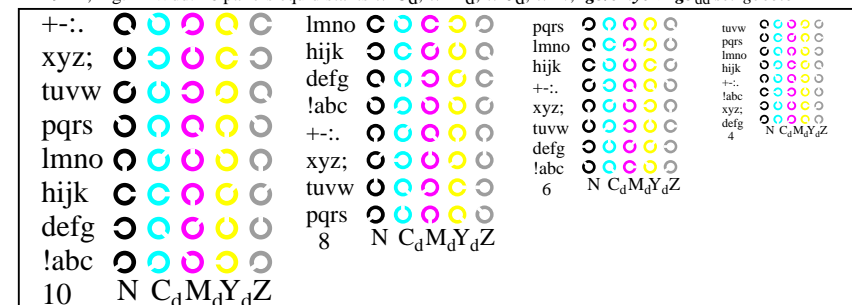 +-:.
xyz;
tuvw
pqrs
lmno
hijk
defg
!abc
10 N CdMdYdZ
lmno
hijk
defg
!abc
+-:.
xyz;
tuvw
pqrs
8 N CdMdYdZ
pqrs
lmno
hijk
+-:.
xyz;
tuvw
defg
!abc
6 N CdMdYdZ
tuvw
pqrs
lmno
hijk
+-:.
!abc
xyz;
defg
4 N CdMdYdZ